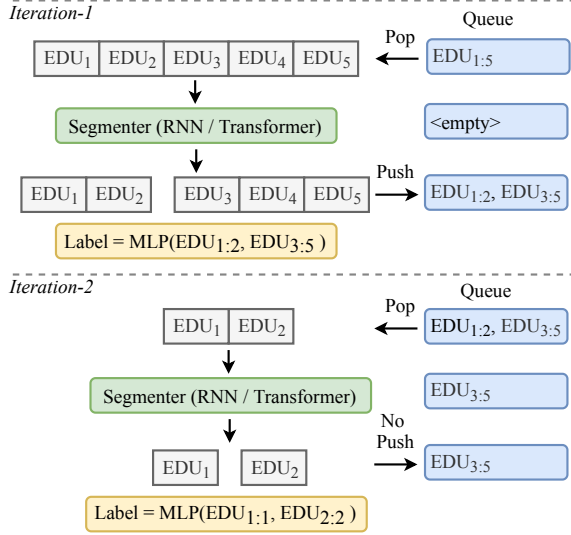 Iteration-1
Queue
EDU1 EDU2 EDU3 EDU4 EDU5
Pop
EDU1:5
Segmenter (RNN / Transformer)
<empty>
EDU1 EDU2 EDU3 EDU4 EDU5
Push
EDU1:2, EDU3:5
Label = MLP(EDU1:2, EDU3:5 )
Iteration-2
Queue
EDU1 EDU2
Pop
EDU1:2, EDU3:5
Segmenter (RNN / Transformer)
EDU3:5
EDU1 EDU2
No
Push
EDU3:5
Label = MLP(EDU1:1, EDU2:2 )